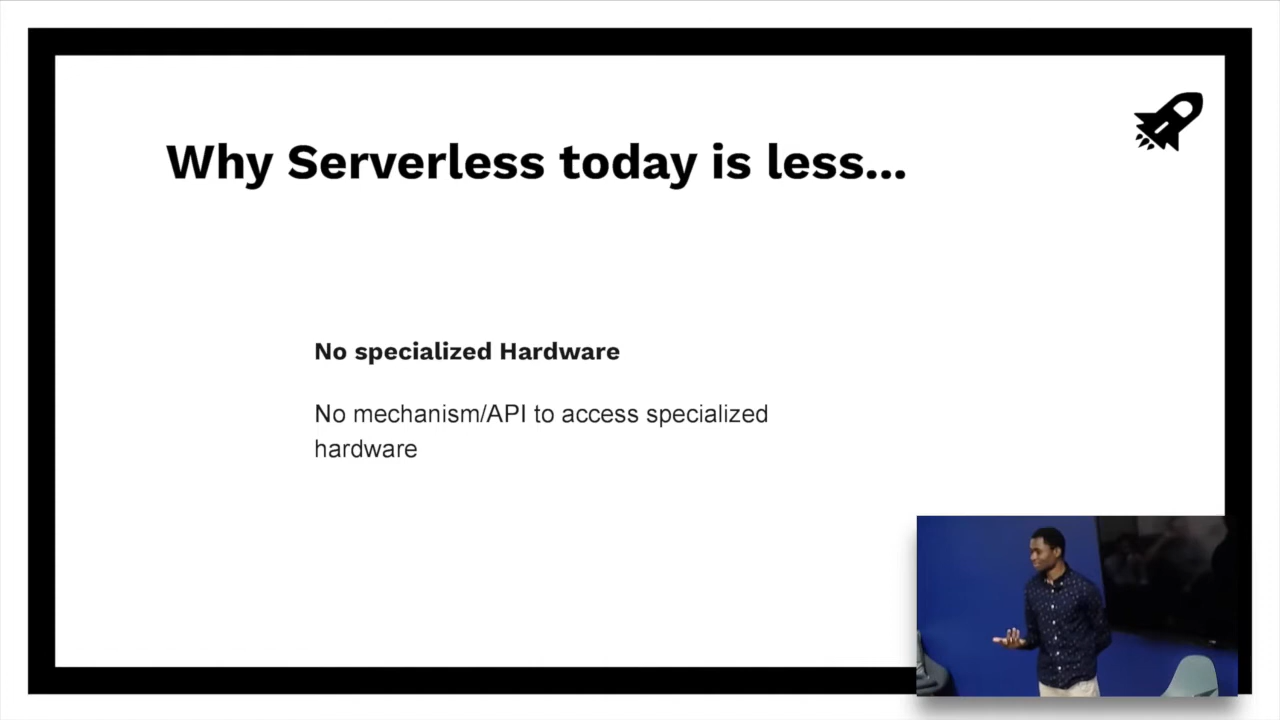 Why Serverless today is less...
No specialized Hardware
No mechanism/API to access specialized
hardware